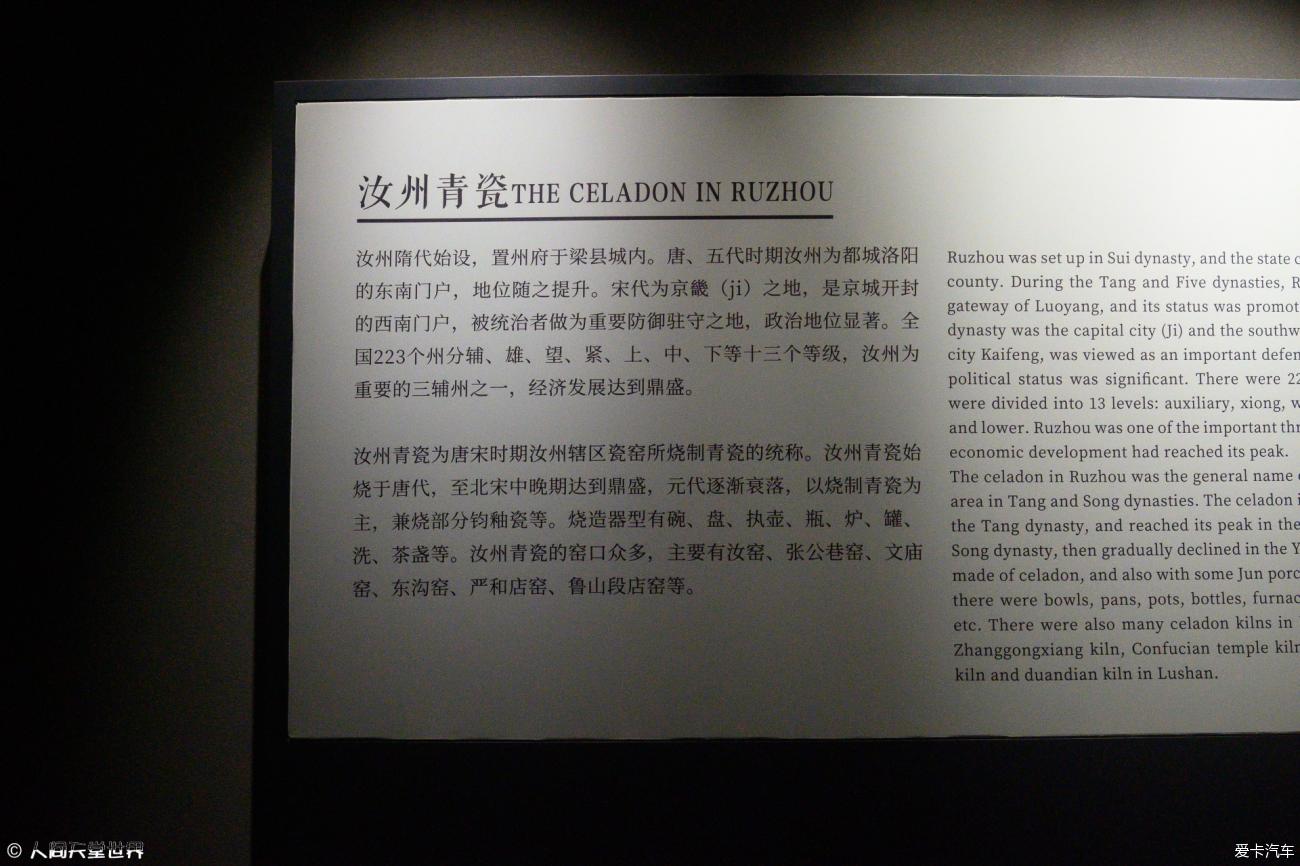 汝州青瓷THE CELADON IN RUZHOU
汝州隋代始设，置州府于梁县城内。唐、五代时期汝州为都城洛阳
的东南门户，地位随之提升。宋代为京畿（jī）之地，是京城开封
的西南门户，被统治者做为重要防御驻守之地，政治地位显著。全
国223个州分辅、雄、望、紧、上、中、下等十三个等级，汝州为
重要的三辅州之一，经济发展达到鼎盛。
汝州青瓷为唐宋时期汝州辖区瓷窑所烧制青瓷的统称。汝州青瓷始
烧于唐代，至北宋中晚期达到鼎盛，元代逐渐衰落，以烧制青瓷为
主，兼烧部分钧釉瓷等。烧造器型有碗、盘、执壶、瓶、炉、罐、
洗、茶盏等。汝州青瓷的窑口众多，主要有汝窑、张公巷窑、文庙
窑、东沟窑、严和店窑、鲁山段店窑等。
Ruzhou was set up in Sui dynasty, and the state
county. During the Tang and Five dynasties,
gateway of Luoyang, and its status was
dynasty was the capital city (Ji) and the
city Kaifeng, was viewed as an important
political status was significant. There were
were divided into 13 levels: auxiliary, xiong,
and lower. Ruzhou was one of the important
economic development had reached its peak.
The celadon in Ruzhou was the general name
area in Tang and Song dynasties. The celadon
the Tang dynasty, and reached its peak in the
Song dynasty, then gradually declined in the
made of celadon, and also with some Jun
there were bowls, pans, pots, bottles,
etc. There were also many celadon kilns in
Zhanggongxiang kiln, Confucian temple
kiln and duandian kiln in Lushan.
© 人间天堂世界
爱卡汽车